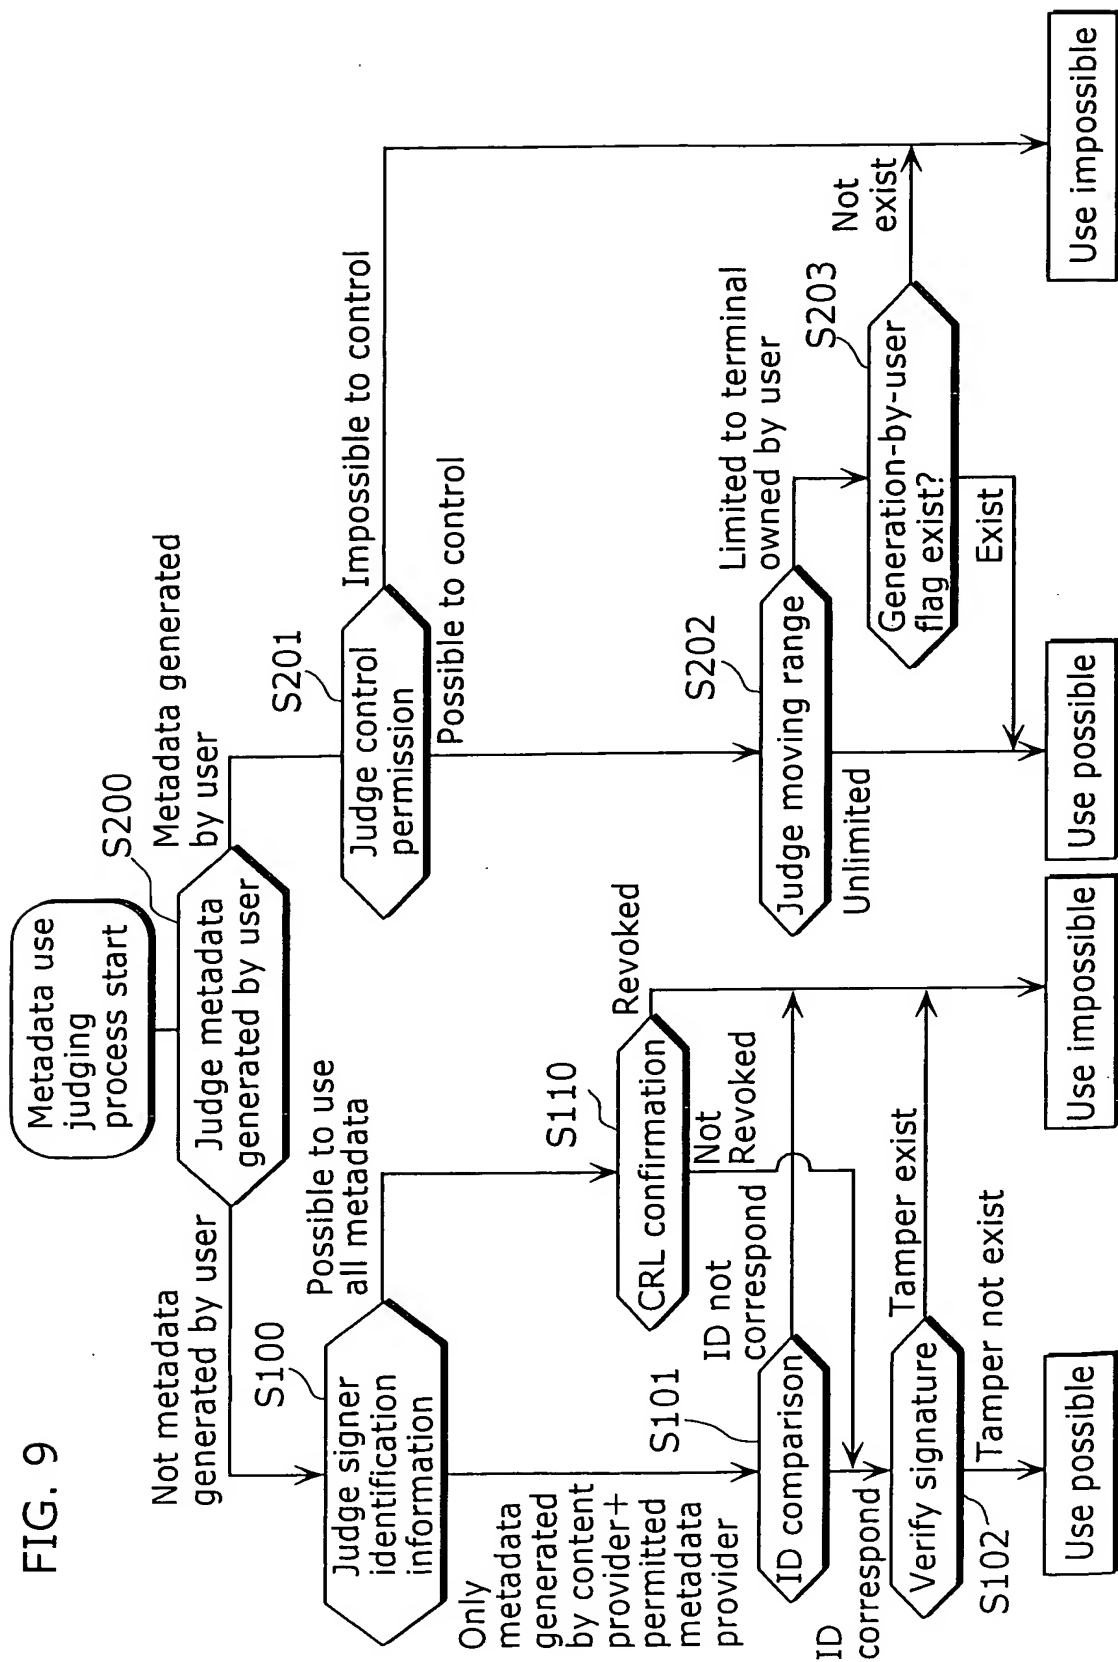 FIG. 9
Metadata use
judging
process start
S200
Judge metadata
generated by user
Not metadata
generated by user
Metadata generated
by user
S100
Judge signer
identification
information
Possible to use
all metadata
Only
metadata
generated
by content
provider+
permitted
metadata
provider
S110
CRL confirmation
Revoked
Not
Revoked
S101
ID comparison
ID not
correspond
ID
correspond
Verify signature
S102
Tamper exist
Tamper not exist
Use possible
Use impossible
S201
Judge control
permission
Impossible to control
Possible to control
S202
Judge moving range
Limited to terminal
owned by user
Unlimited
S203
Generation-by-user
flag exist?
Not
exist
Exist
Use possible
Use impossible